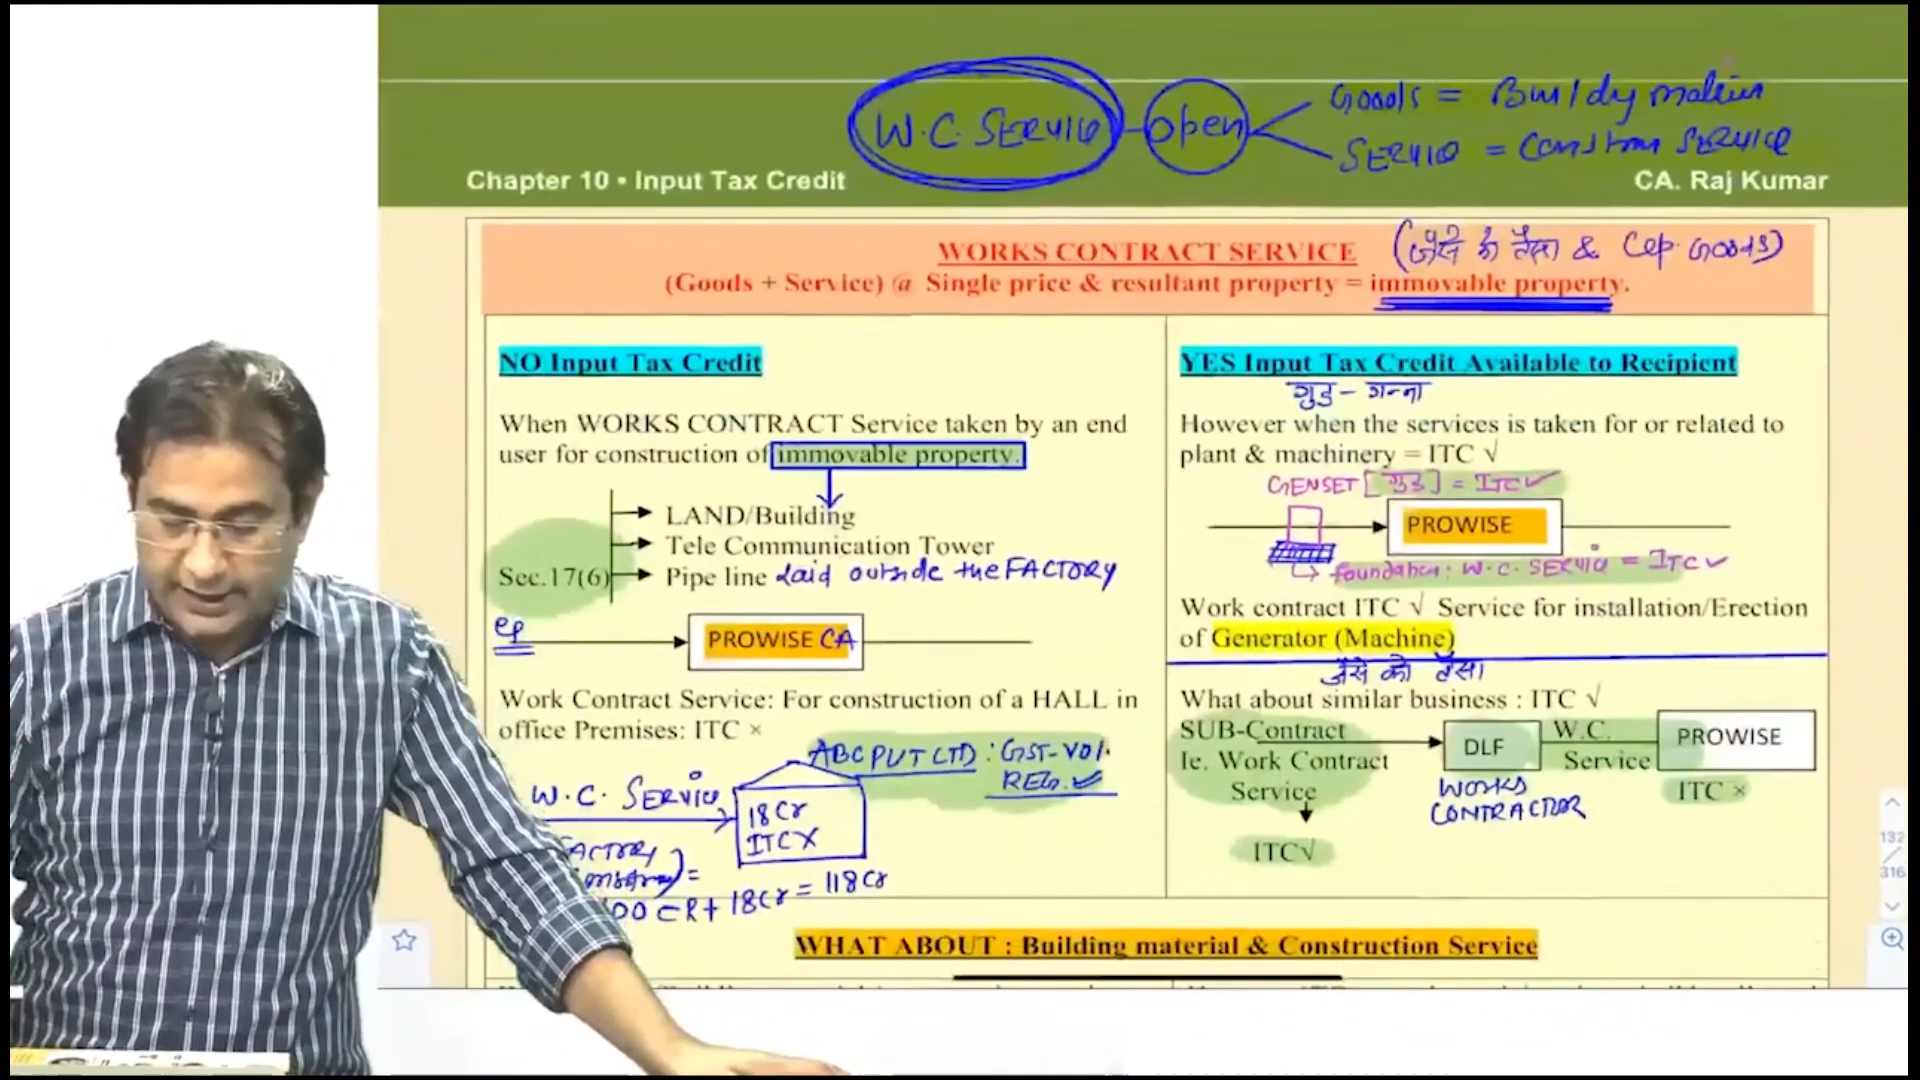 W.C. SERVICE - open
Goods =
SERVICE = SERVICE
Chapter 10 • Input Tax Credit
CA. Raj Kumar
WORKS CONTRACT SERVICE
(Goods + Service) @ Single price & resultant property = immovable property.
NO Input Tax Credit
When WORKS CONTRACT Service taken by an end
user for construction of immovable property.
LAND/Building
Tele Communication Tower
Sec.17(6)
Pipe line Laid outside the FACTORY
PROWISE CA
Work Contract Service: For construction of a HALL in
office Premises: ITC ×
ABC PVT LTD : GST-VOL.
REG.
W.C. SERVICE
18 Cr
ITC X
CR + 18 Cr = 118 Cr
YES Input Tax Credit Available to Recipient
गुड़ - गन्ना
However when the services is taken for or related to
plant & machinery = ITC √
GENSET [गुड़] = ITC ✓
PROWISE
foundation: W.C. SERVICE = ITC ✓
Work contract ITC √ Service for installation/Erection
of Generator (Machine)
जैसे को तैसा
What about similar business : ITC √
SUB-Contract
Ie. Work Contract
Service
ITC√
DLF
WORKS
CONTRACTOR
W.C.
Service
PROWISE
ITC ×
132
/
316
WHAT ABOUT : Building material & Construction Service